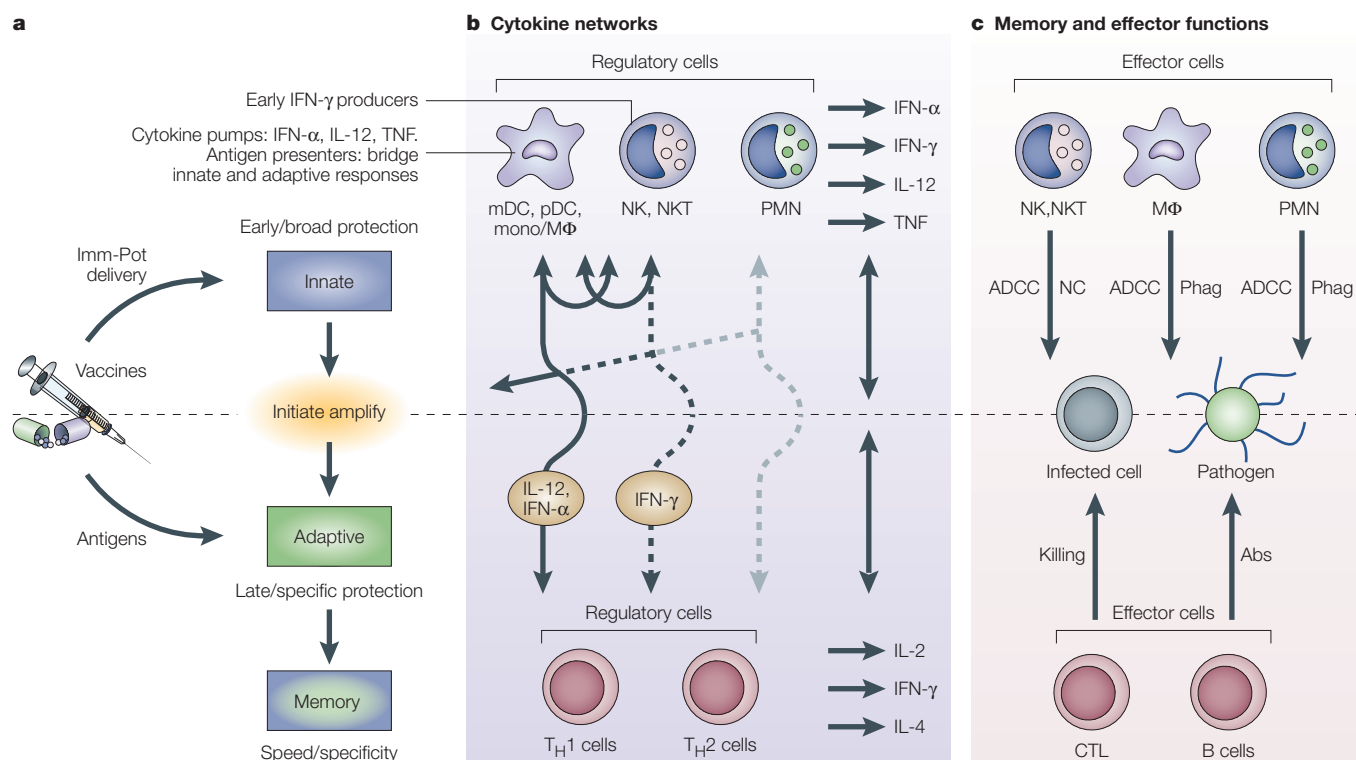 a
Early IFN-γ producers
Cytokine pumps: IFN-α, IL-12, TNF.
Antigen presenters: bridge
innate and adaptive responses
Early/broad protection
Imm-Pot
delivery
Innate
Vaccines
Initiate amplify
Antigens
Adaptive
Late/specific protection
Memory
Speed/specificity
b Cytokine networks
Regulatory cells
mDC, pDC,
mono/MΦ
NK, NKT
PMN
IFN-α
IFN-γ
IL-12
TNF
IL-12,
IFN-α
IFN-γ
Regulatory cells
TH1 cells
TH2 cells
IL-2
IFN-γ
IL-4
c Memory and effector functions
Effector cells
NK,NKT
MΦ
PMN
ADCC
NC
ADCC
Phag
ADCC
Phag
Infected cell
Pathogen
Killing
Abs
Effector cells
CTL
B cells